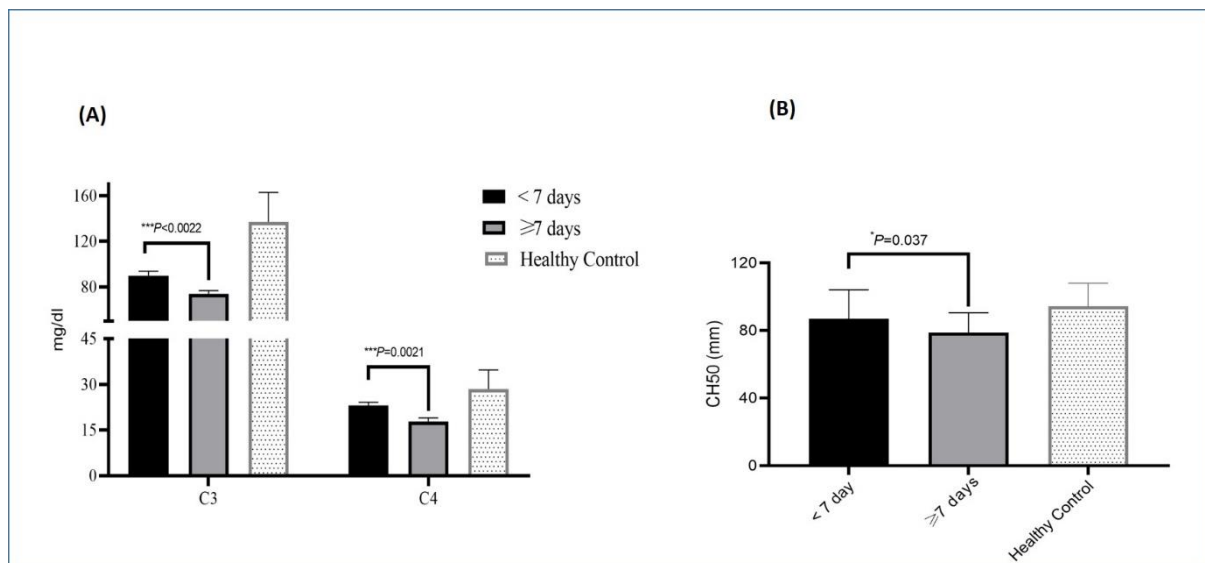 (A)
mg/dl
160
120
80
45
30
15
0
***P<0.0022
***P=0.0021
C3
C4
< 7 days
⩾7 days
Healthy Control
(B)
CH50 (mm)
120
80
40
0
*P=0.037
< 7 day
⩾7 days
Healthy Control